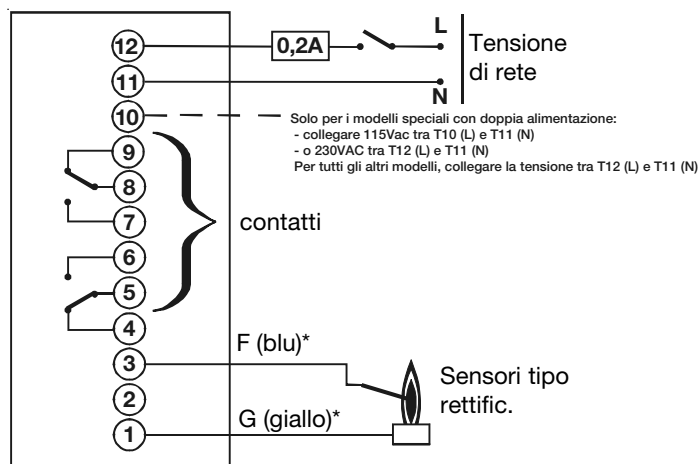 12
0,2A
L
Tensione
di rete
11
N
10
Solo per i modelli speciali con doppia alimentazione:
- collegare 115Vac tra T10 (L) e T11 (N)
- o 230VAC tra T12 (L) e T11 (N)
Per tutti gli altri modelli, collegare la tensione tra T12 (L) e T11 (N)
9
8
7
contatti
6
5
4
F (blu)*
3
Sensori tipo
rettific.
2
G (giallo)*
1